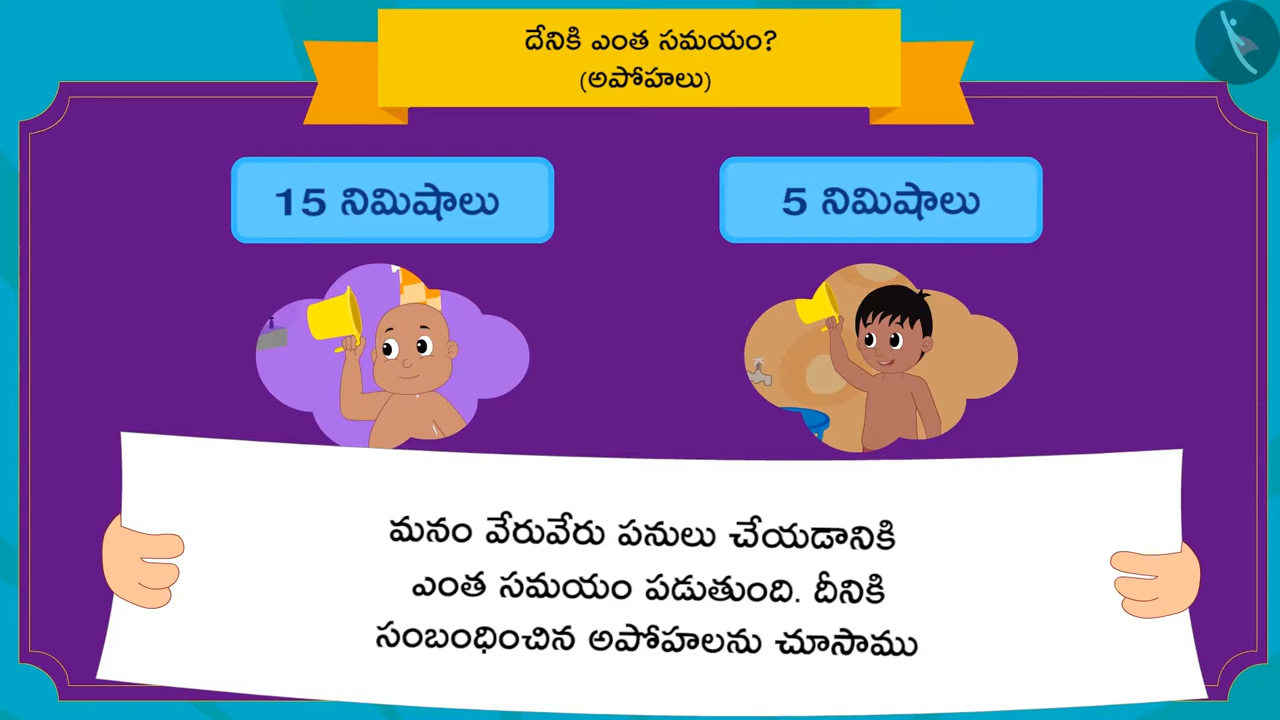 దేనికి ఎంత సమయం?
(అపోహలు)
15 నిమిషాలు
5 నిమిషాలు
మనం వేరువేరు పనులు చేయడానికి
ఎంత సమయం పడుతుంది. దీనికి
సంబంధించిన అపోహలను చూసాము